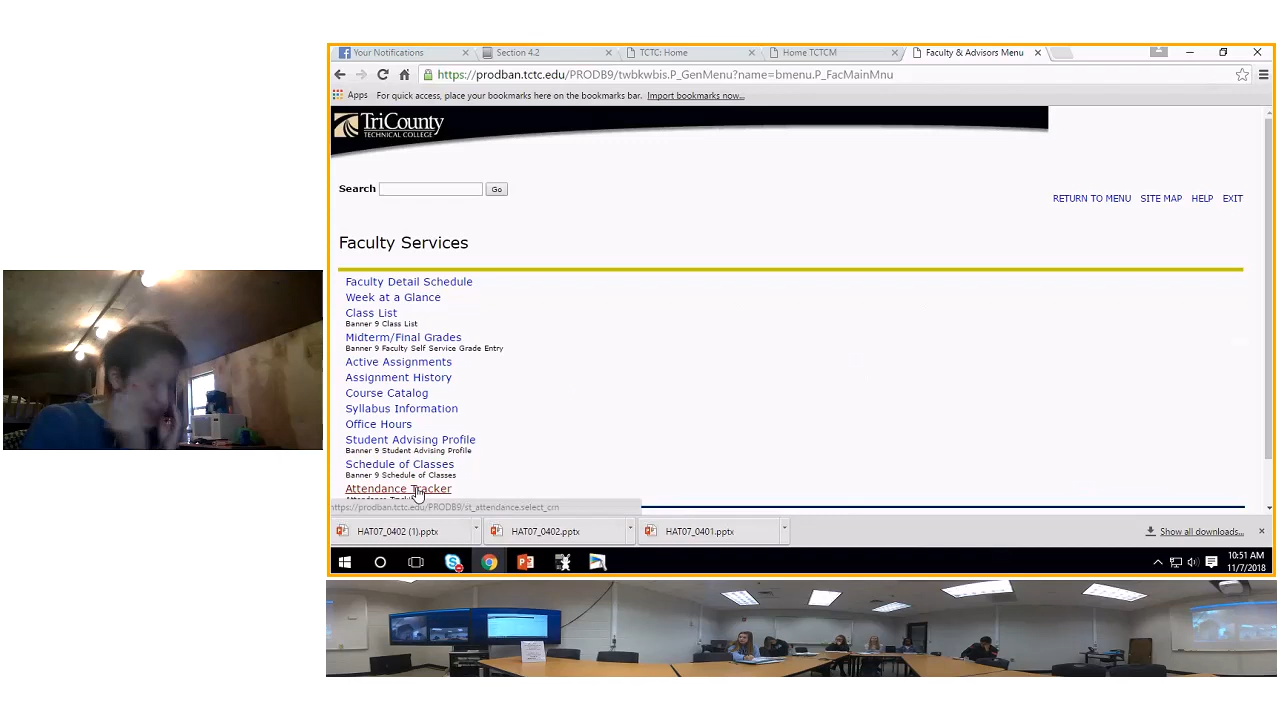 Your Notifications
Section 4.2
TCTC: Home
Home TCTCM
Faculty & Advisors Menu
https://prodban.tctc.edu/PRODB9/twbkwbis.P_GenMenu?name=bmenu.P_FacMainMnu
Apps For quick access, place your bookmarks here on the bookmarks bar. Import bookmarks now...
TriCounty
TECHNICAL COLLEGE
Search Go
RETURN TO MENU SITE MAP HELP EXIT
Faculty Services
Faculty Detail Schedule
Week at a Glance
Class List
Banner 9 Class List
Midterm/Final Grades
Banner 9 Faculty Self Service Grade Entry
Active Assignments
Assignment History
Course Catalog
Syllabus Information
Office Hours
Student Advising Profile
Banner 9 Student Advising Profile
Schedule of Classes
Banner 9 Schedule of Classes
Attendance Tracker
https://prodban.tctc.edu/PRODB9/st_attendance.select_crn
HAT07_0402 (1).pptx
HAT07_0402.pptx
HAT07_0401.pptx
Show all downloads...
10:51 AM
11/7/2018